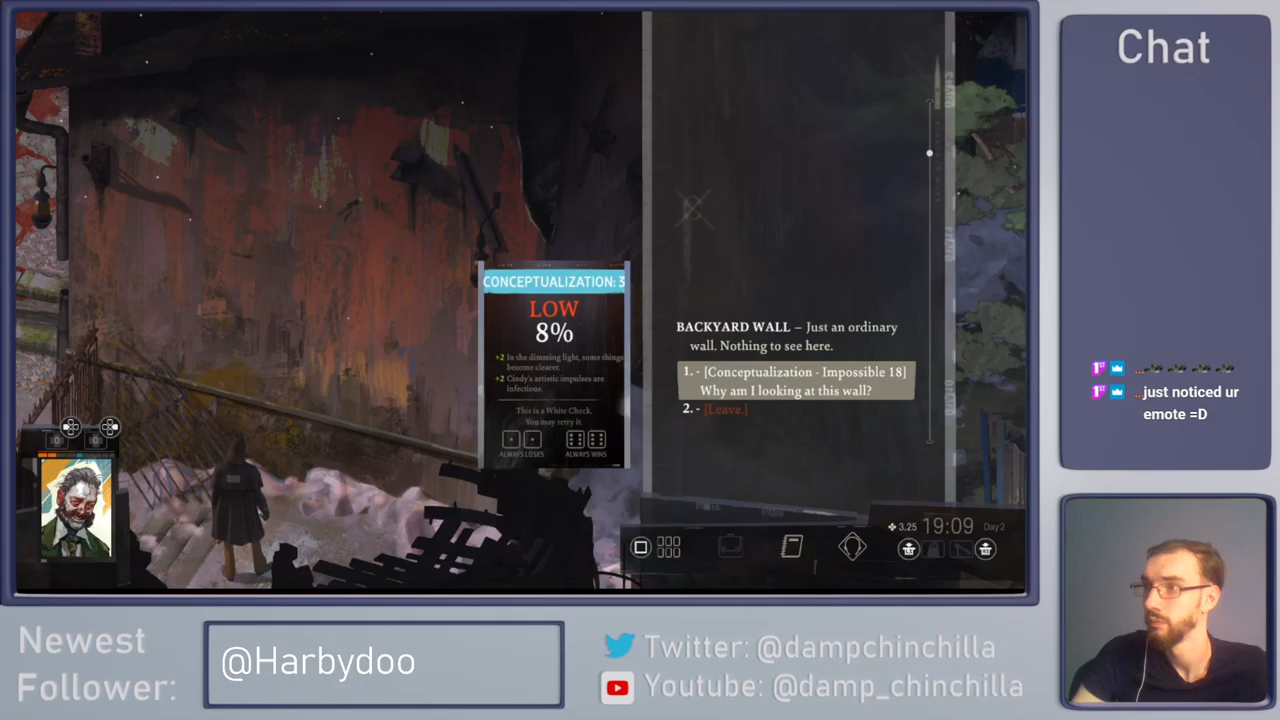 Chat
CONCEPTUALIZATION: 3
LOW
8%
+2 In the dimming light, some things
become clearer.
+2 Cindy's artistic impulses are
infectious.
This is a White Check.
You may retry it.
ALWAYS LOSES
ALWAYS WINS
BACKYARD WALL – Just an ordinary
wall. Nothing to see here.
1. - [Conceptualization - Impossible 18]
Why am I looking at this wall?
2. - [Leave.]
...
...just noticed ur
emote =D
3.25 19:09 Day2
Newest
Follower:
@Harbydoo
Twitter: @dampchinchilla
Youtube: @damp_chinchilla